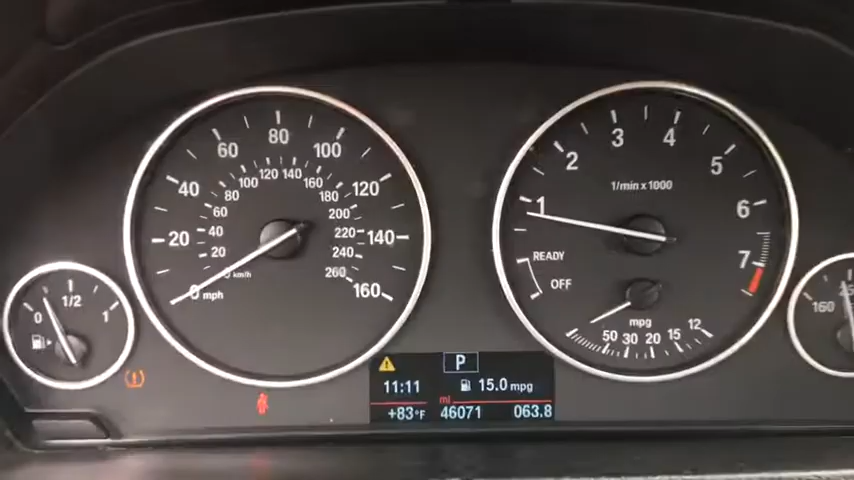 0 1/2 1
0 20 40 60 80 100 120 140 160
20 40 60 80 100 120 140 160 180 200 220 240 260
km/h
mph
1 2 3 4 5 6 7
1/min x 1000
READY
OFF
mpg
50 30 20 15 12
160
P
11:11
15.0 mpg
mi
+83°F 46071 063.8